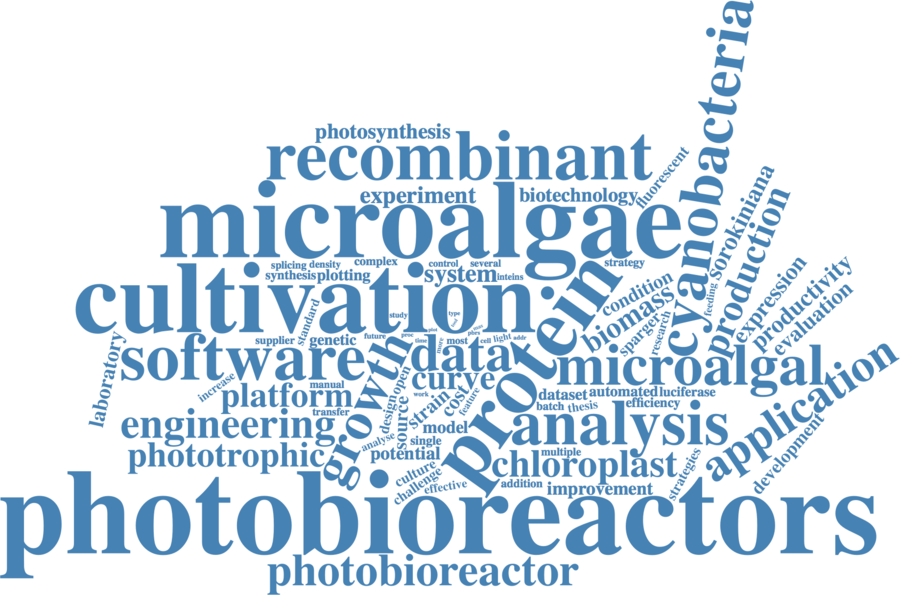 cyanobacteria
photosynthesis
recombinant
fluorescent
experiment
biotechnology
microalgae
sorokiniana
production
splicing
density
complex
control
several
strategy
synthesis
plotting
system
inteins
cultivation
protein
condition
biomass
feeding
expression
productivity
evaluation
standard
study
type
sparger
research
laboratory
supplier
genetic
future
proc
time
most
cell
light
addr
software
growth
data
microalgal
application
increase
manual
open
curve
platform
transfer
design
source
work
strain
cost
feature
dataset
automated
luciferase
batch
thesis
efficiency
engineering
analyse
model
single
analysis
phototrophic
potential
multiple
chloroplast
culture
challenge
effective
addition
improvement
strategies
development
photobioreactors
photobioreactor